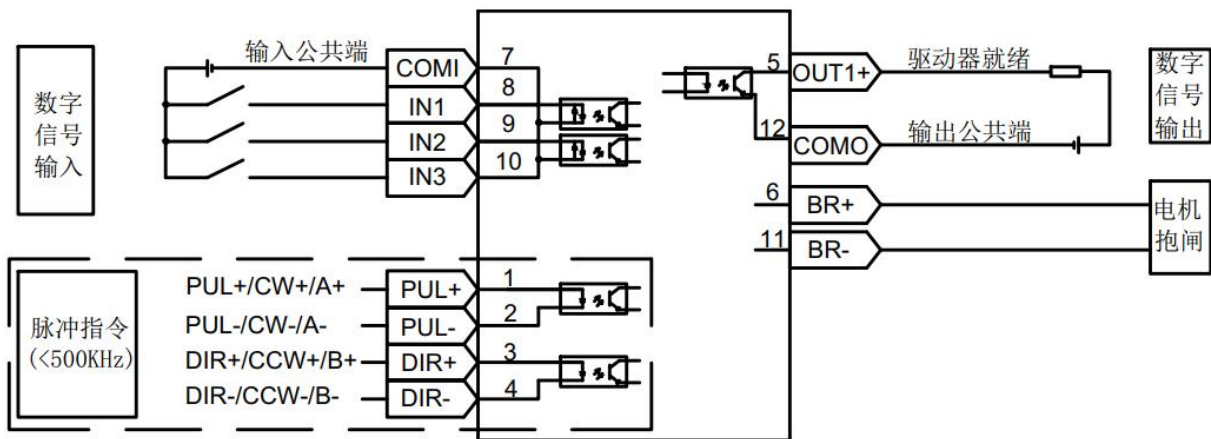 数字
信号
输入
输入公共端
COMI
7
IN1
8
IN2
9
IN3
10
5
OUT1+
驱动器就绪
12
COMO
输出公共端
数字
信号
输出
6
BR+
11
BR-
电机
抱闸
脉冲指令
(<500KHz)
PUL+/CW+/A+
PUL+
1
PUL-/CW-/A-
PUL-
2
DIR+/CCW+/B+
DIR+
3
DIR-/CCW-/B-
DIR-
4